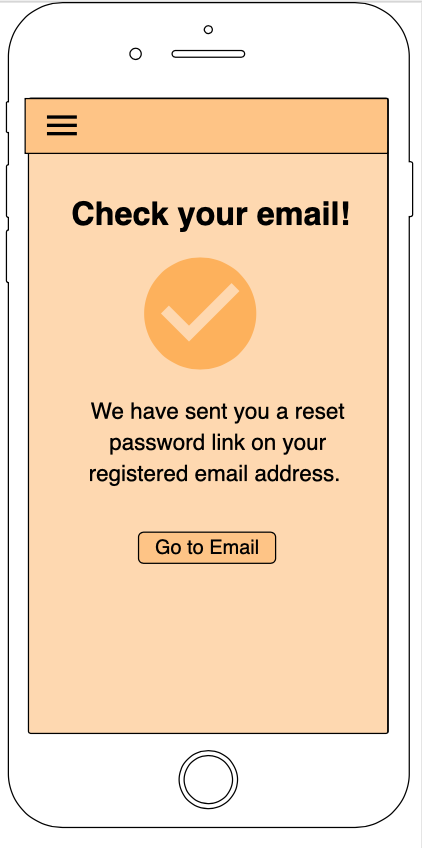 Check your email!
We have sent you a reset
password link on your
registered email address.
Go to Email